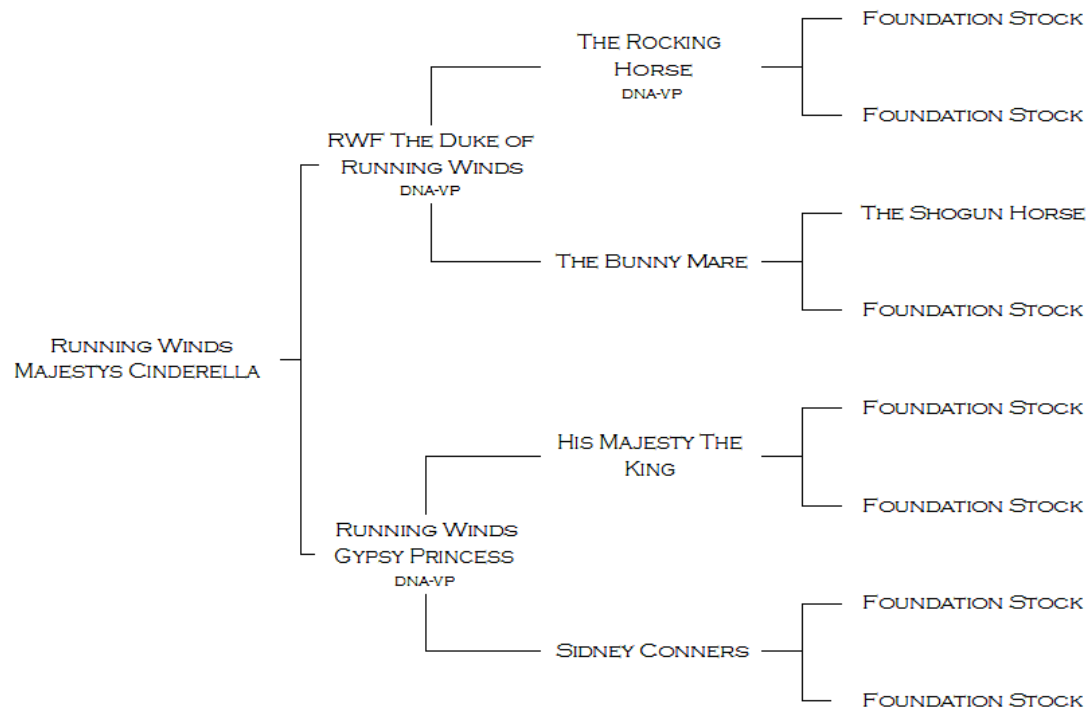 Foundation Stock
The Rocking
Horse
DNA-VP
Foundation Stock
RWF The Duke of
Running Winds
DNA-VP
The Shogun Horse
The Bunny Mare
Foundation Stock
Running Winds
Majestys Cinderella
Foundation Stock
His Majesty The
King
Foundation Stock
Running Winds
Gypsy Princess
DNA-VP
Foundation Stock
Sidney Conners
Foundation Stock